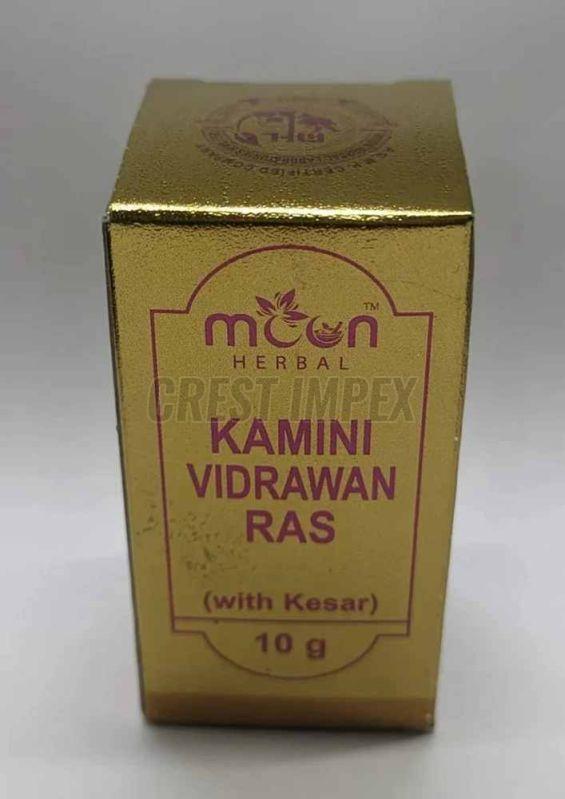 moon™
HERBAL
CREST IMPEX
KAMINI
VIDRAWAN
RAS
(with Kesar)
10 g